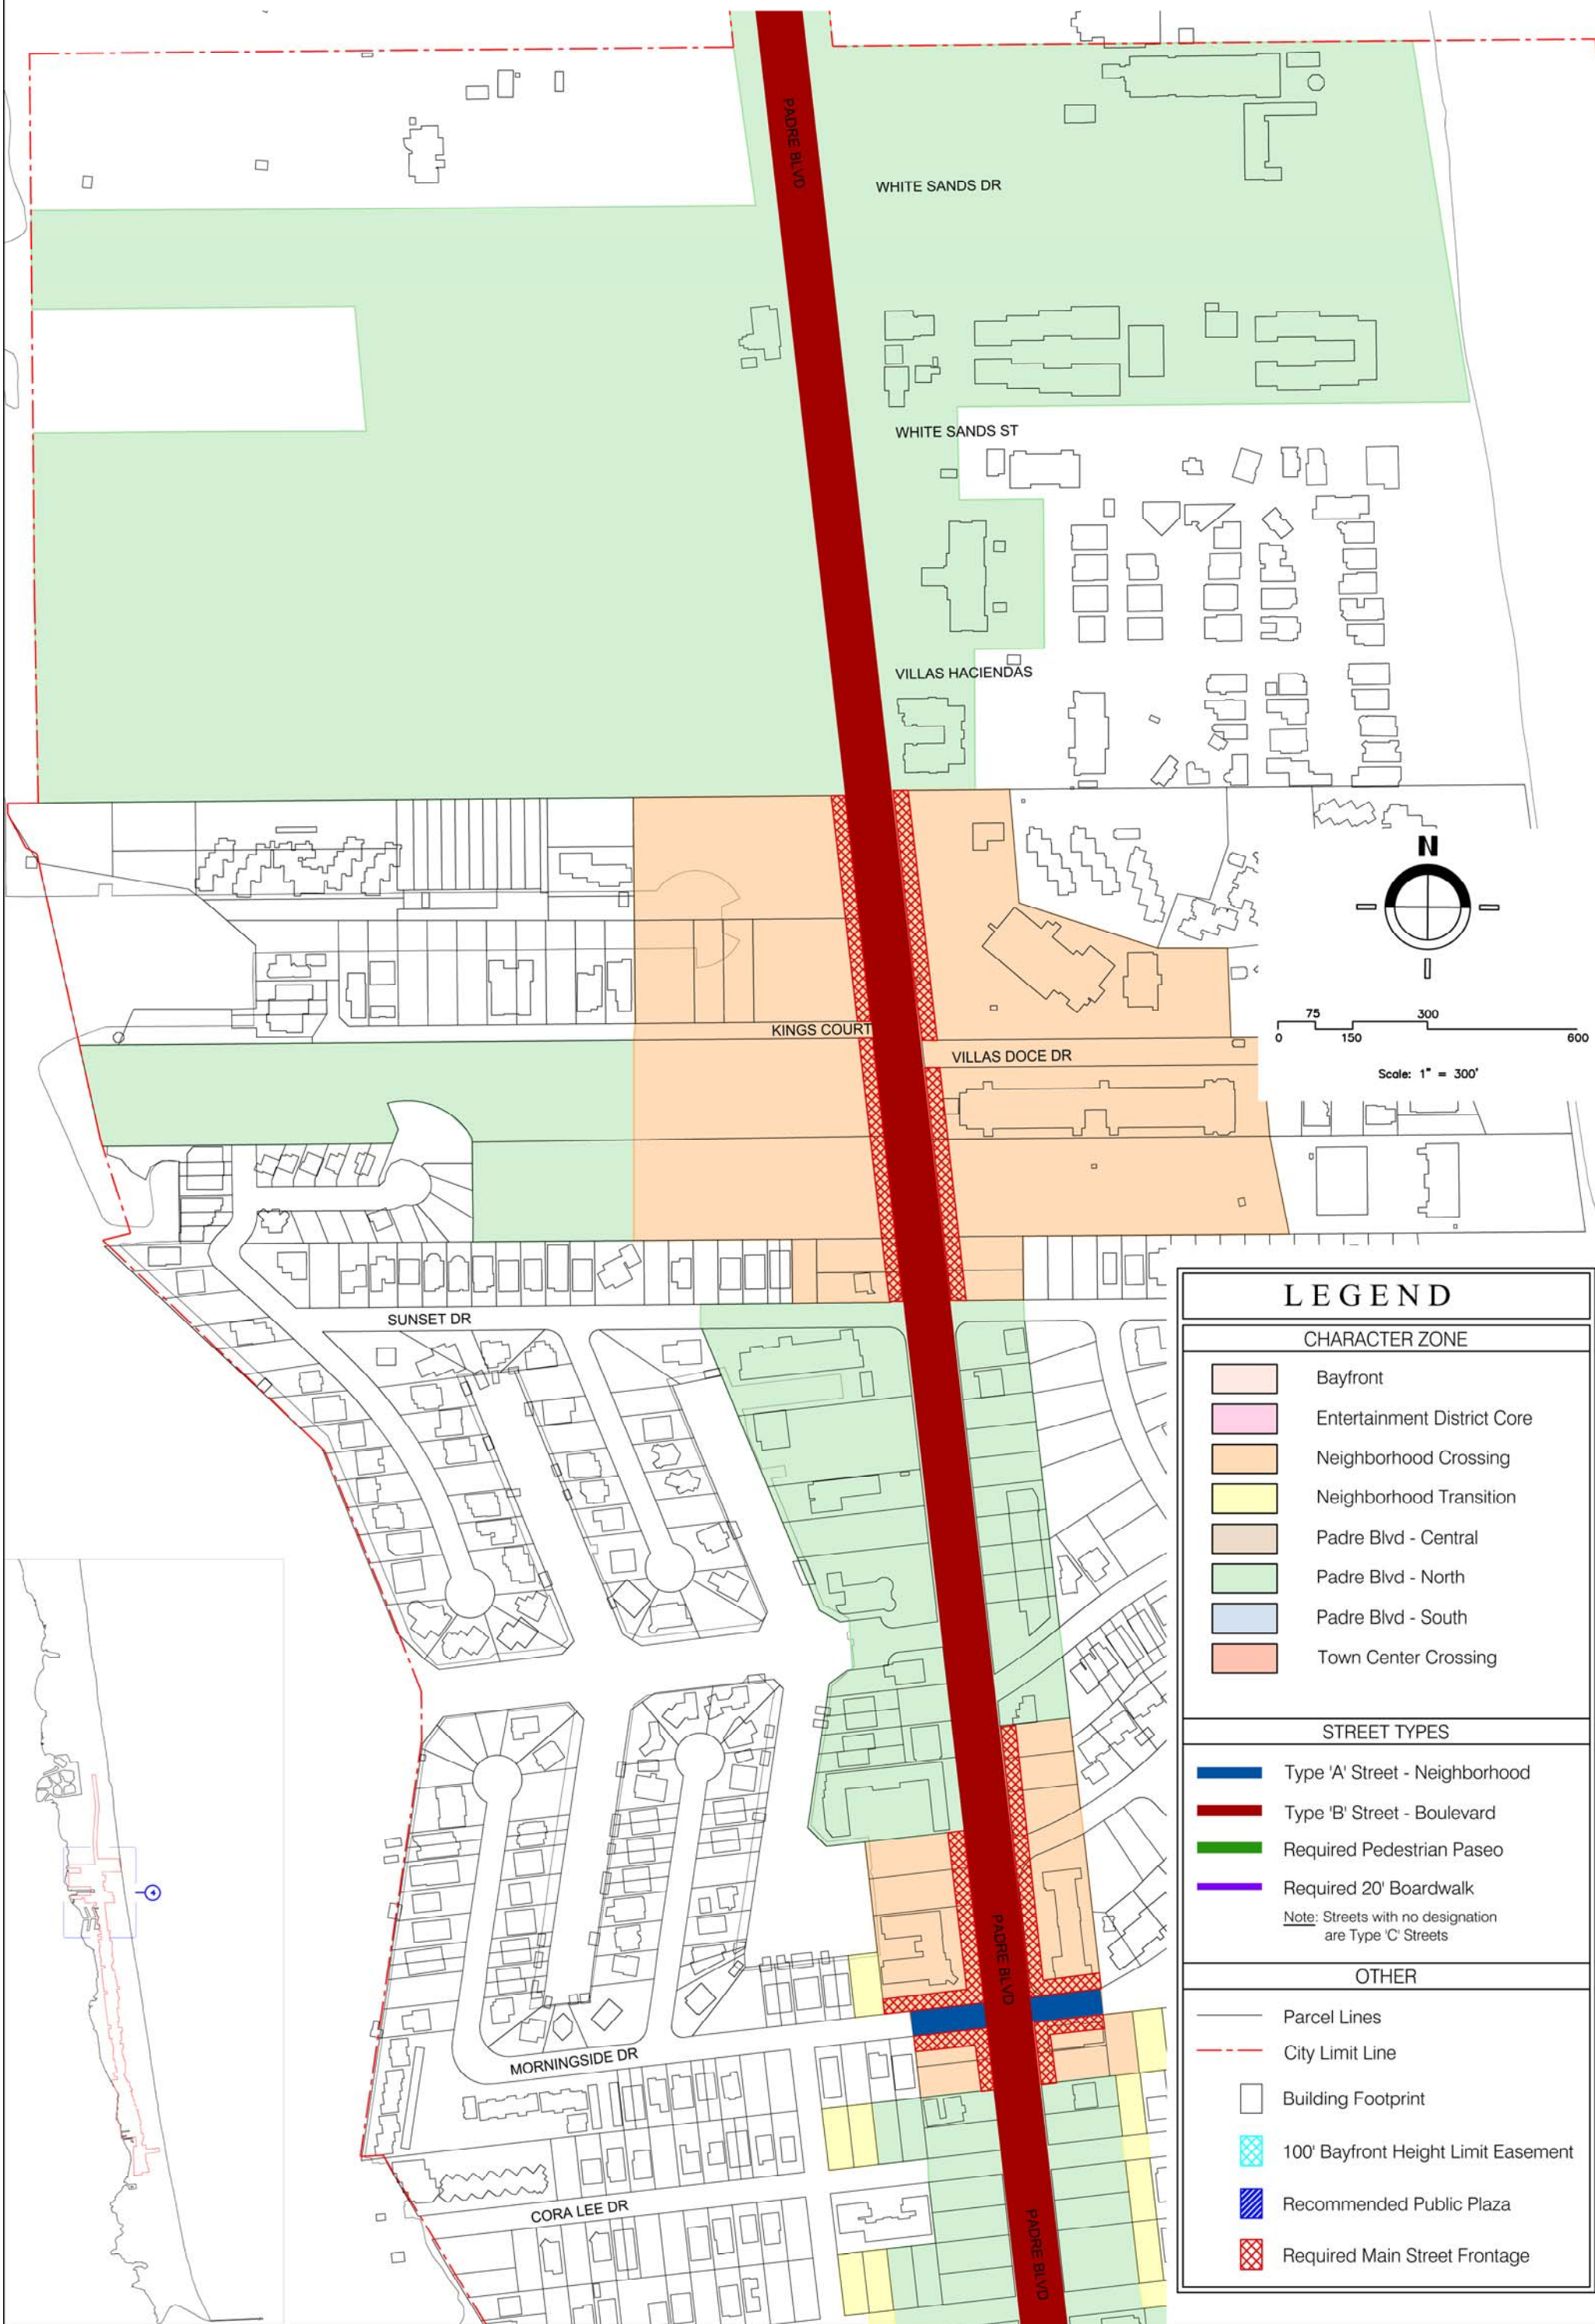 PADRE BLVD
WHITE SANDS DR
WHITE SANDS ST
VILLAS HACIENDAS
N
KINGS COURT
VILLAS DOCE DR
75
300
0
150
600
Scale: 1" = 300'
SUNSET DR
LEGEND
CHARACTER ZONE
Bayfront
Entertainment District Core
Neighborhood Crossing
Neighborhood Transition
Padre Blvd - Central
Padre Blvd - North
Padre Blvd - South
Town Center Crossing
STREET TYPES
Type 'A' Street - Neighborhood
Type 'B' Street - Boulevard
Required Pedestrian Paseo
Required 20' Boardwalk
Note: Streets with no designation
are Type 'C' Streets
OTHER
Parcel Lines
City Limit Line
Building Footprint
100' Bayfront Height Limit Easement
Recommended Public Plaza
Required Main Street Frontage
PADRE BLVD
MORNINGSIDE DR
CORA LEE DR
PADRE BLVD